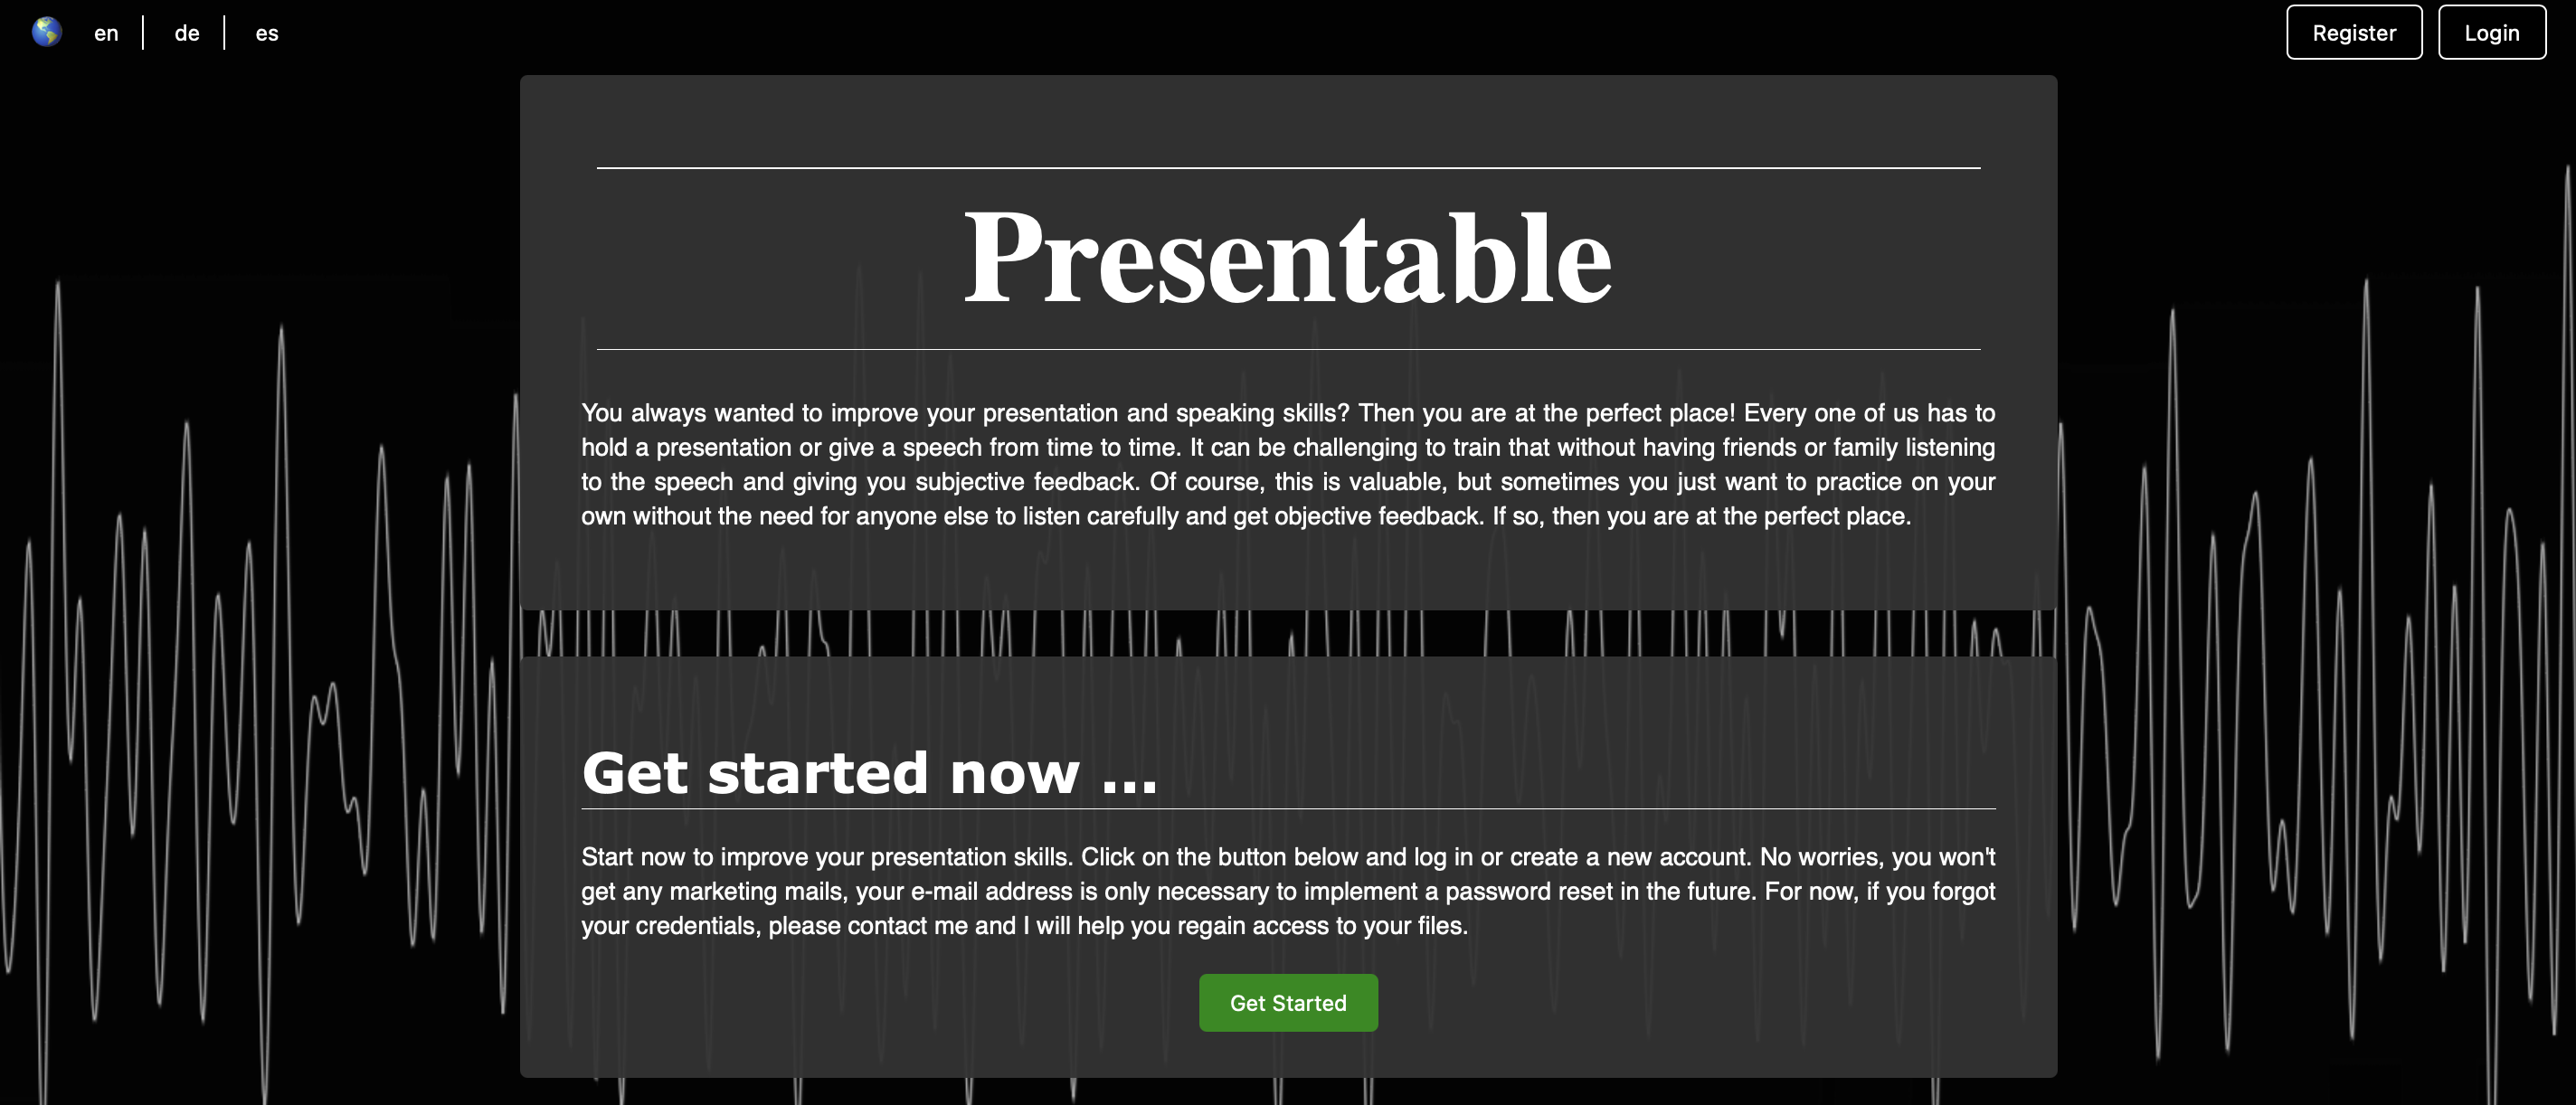 en
de
es
Register
Login
Presentable
You always wanted to improve your presentation and speaking skills? Then you are at the perfect place! Every one of us has to
hold a presentation or give a speech from time to time. It can be challenging to train that without having friends or family listening
to the speech and giving you subjective feedback. Of course, this is valuable, but sometimes you just want to practice on your
own without the need for anyone else to listen carefully and get objective feedback. If so, then you are at the perfect place.
Get started now ...
Start now to improve your presentation skills. Click on the button below and log in or create a new account. No worries, you won't
get any marketing mails, your e-mail address is only necessary to implement a password reset in the future. For now, if you forgot
your credentials, please contact me and I will help you regain access to your files.
Get Started